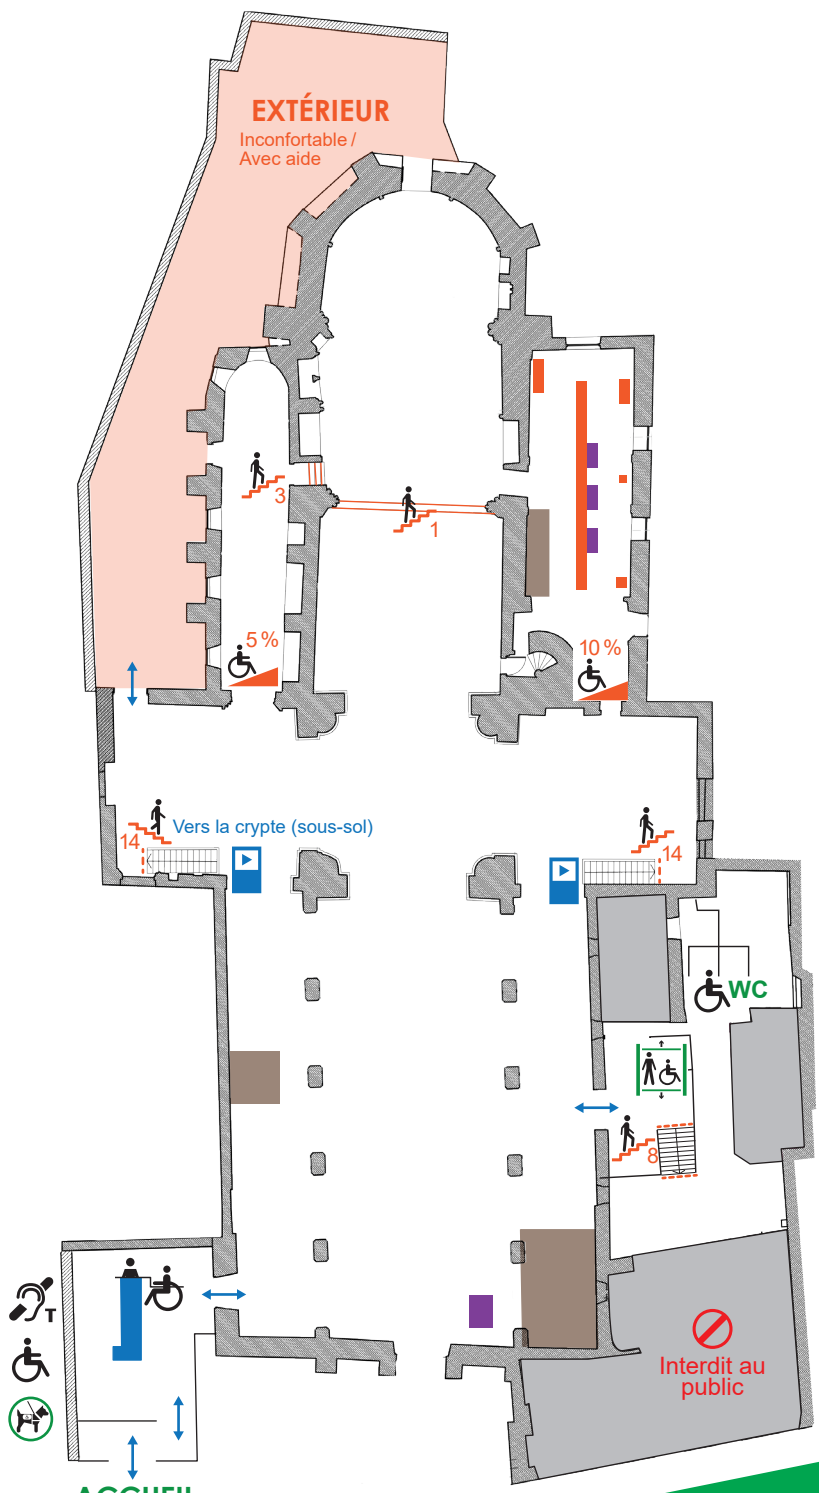 EXTÉRIEUR
Inconfortable /
Avec aide
3
1
5 %
10 %
14
Vers la crypte (sous-sol)
14
WC
8
T
Interdit au
public
ACCUEIL